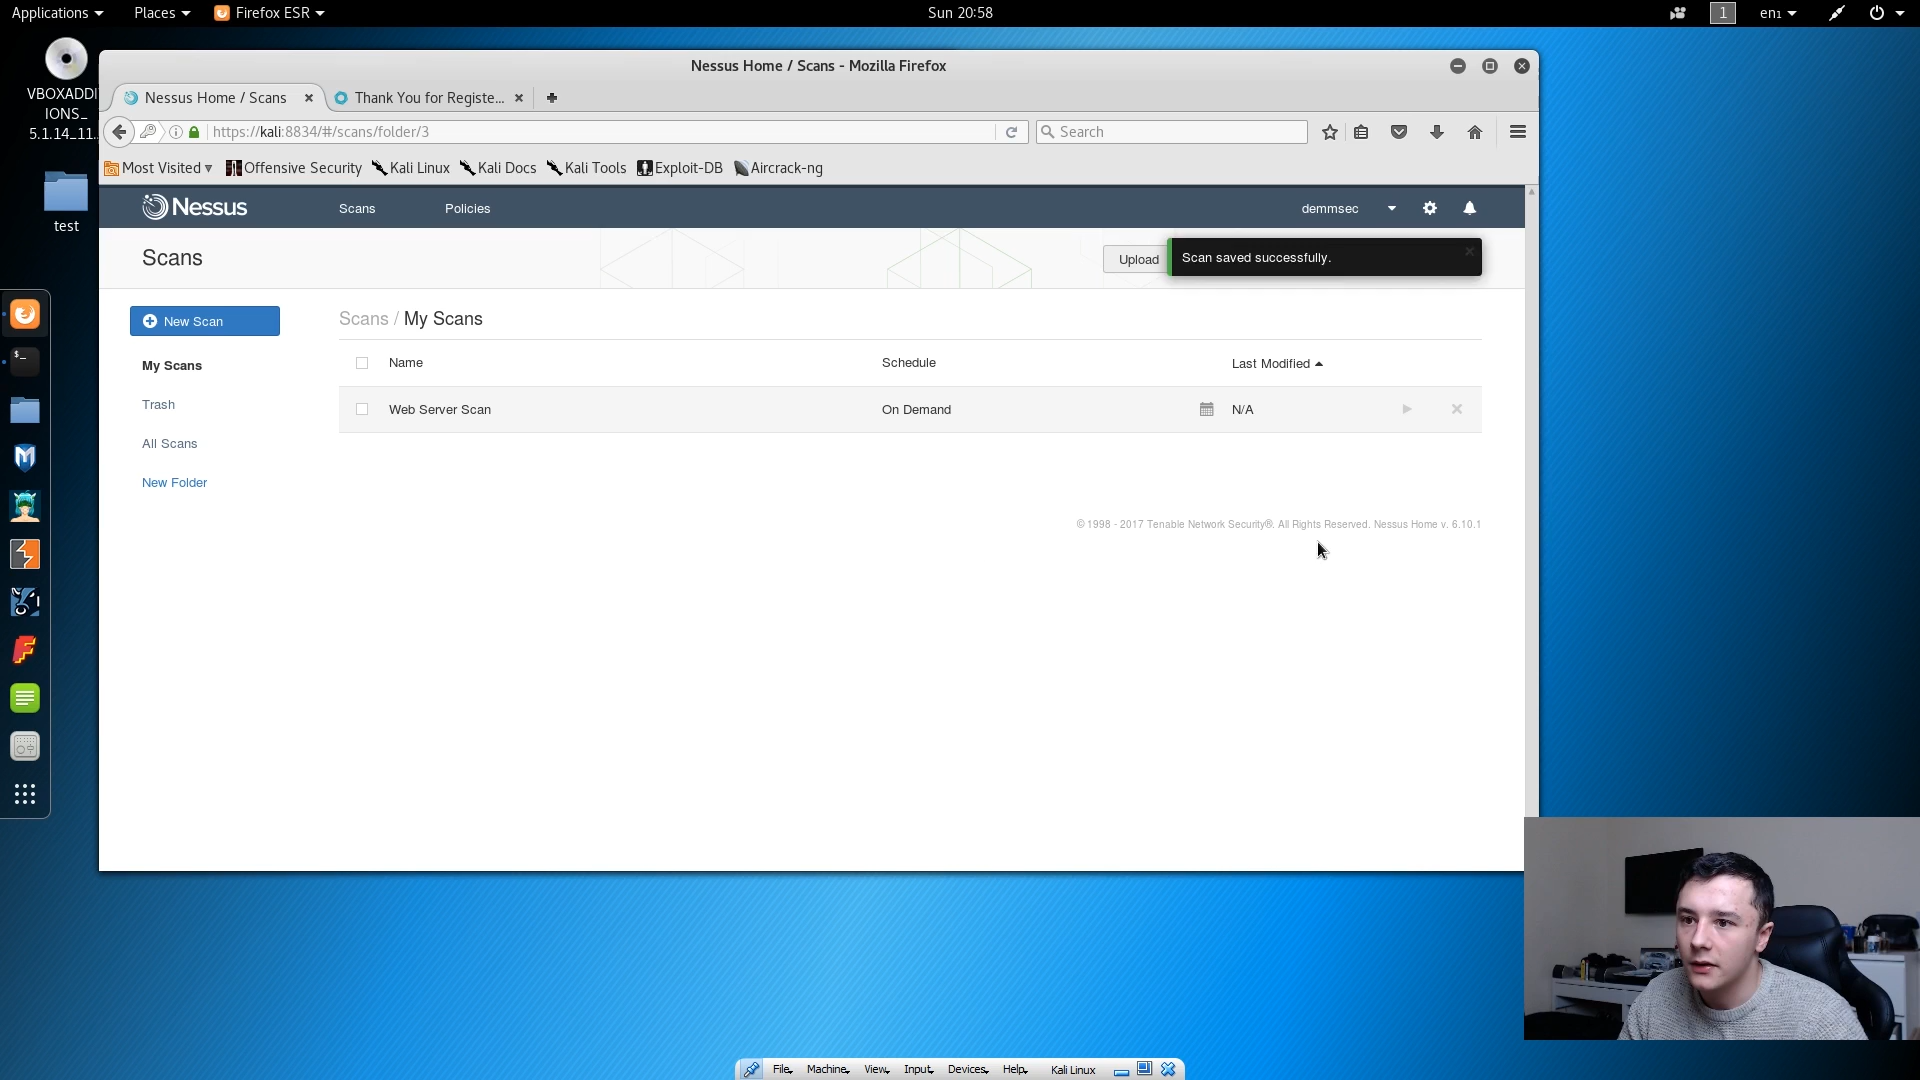 Applications Places Firefox ESR Sun 20:58 1 en1
VBOXADDI
IONS_
5.1.14_11..
test
Nessus Home / Scans - Mozilla Firefox
Nessus Home / Scans Thank You for Registe...
https://kali:8834/#/scans/folder/3 Search
Most Visited Offensive Security Kali Linux Kali Docs Kali Tools Exploit-DB Aircrack-ng
Nessus Scans Policies demmsec
Scans Upload Scan saved successfully.
New Scan
My Scans
Trash
All Scans
New Folder
Scans / My Scans
Name Schedule Last Modified
Web Server Scan On Demand N/A
© 1998 - 2017 Tenable Network Security®. All Rights Reserved. Nessus Home v. 6.10.1
File Machine View Input Devices Help Kali Linux